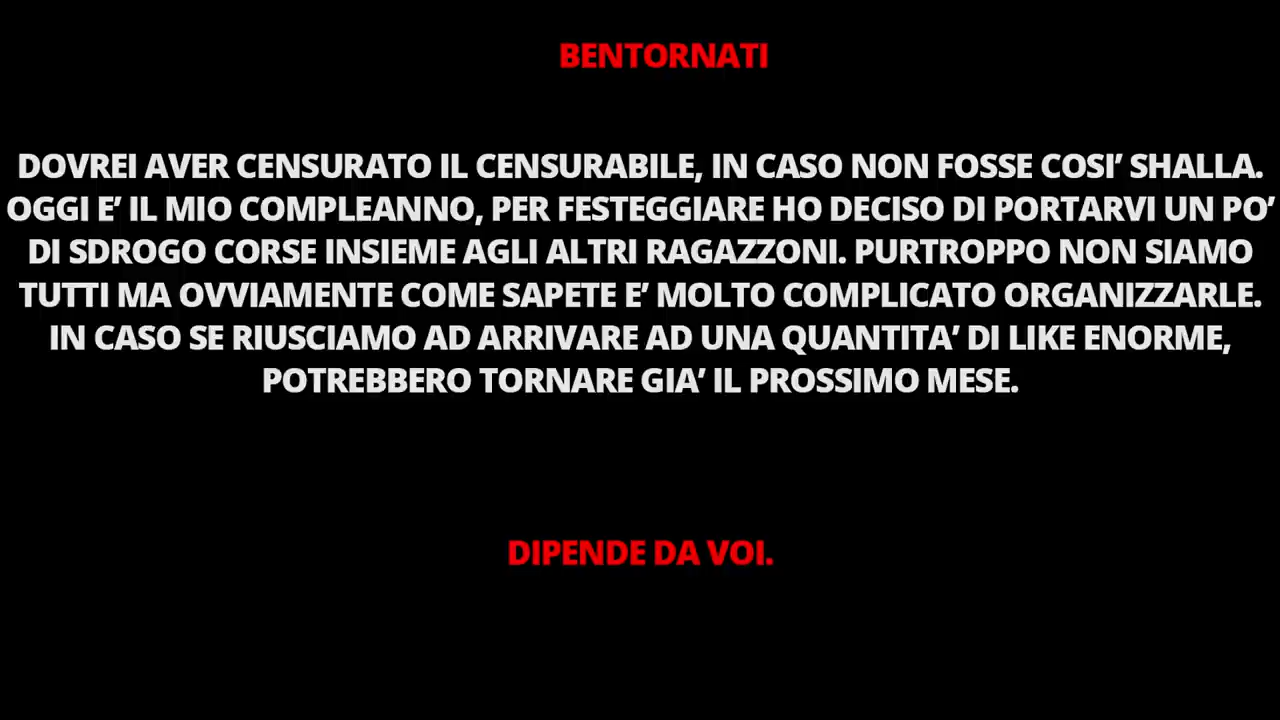 BENTORNATI
DOVREI AVER CENSURATO IL CENSURABILE, IN CASO NON FOSSE COSI’ SHALLA.
OGGI E’ IL MIO COMPLEANNO, PER FESTEGGIARE HO DECISO DI PORTARVI UN PO’
DI SDROGO CORSE INSIEME AGLI ALTRI RAGAZZONI. PURTROPPO NON SIAMO
TUTTI MA OVVIAMENTE COME SAPETE E’ MOLTO COMPLICATO ORGANIZZARLE.
IN CASO SE RIUSCIAMO AD ARRIVARE AD UNA QUANTITA’ DI LIKE ENORME,
POTREBBERO TORNARE GIA’ IL PROSSIMO MESE.
DIPENDE DA VOI.